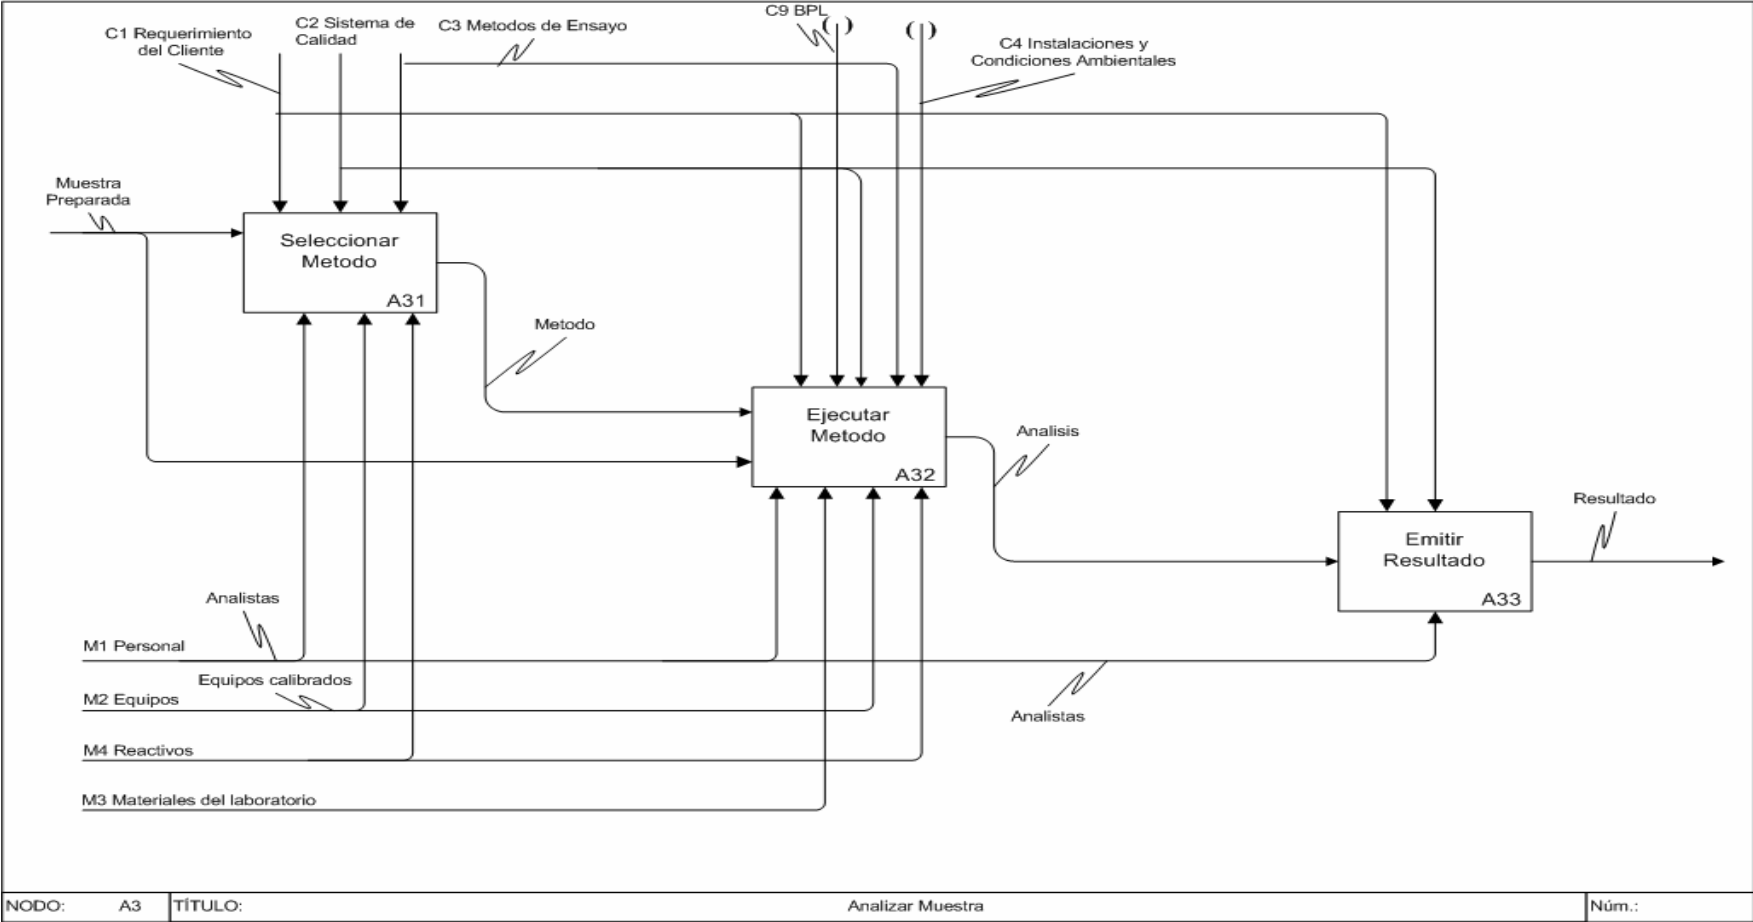 C1 Requerimiento
del Cliente
C2 Sistema de
Calidad
C3 Metodos de Ensayo
C9 BPL
( )
( )
C4 Instalaciones y
Condiciones Ambientales
Muestra
Preparada
Seleccionar
Metodo
A31
Metodo
Ejecutar
Metodo
A32
Analisis
Emitir
Resultado
A33
Resultado
Analistas
M1 Personal
Equipos calibrados
M2 Equipos
Analistas
M4 Reactivos
M3 Materiales del laboratorio
NODO: A3 TÍTULO: Analizar Muestra Núm.: